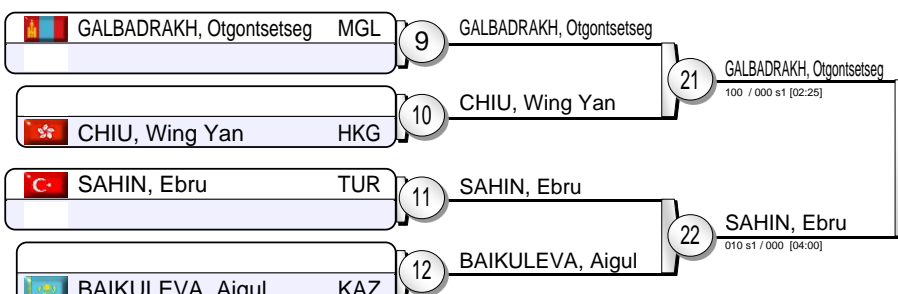 GALBADRAKH, Otgontsetseg MGL
9
GALBADRAKH, Otgontsetseg
21
GALBADRAKH, Otgontsetseg
100 / 000 s1 [02:25]
CHIU, Wing Yan HKG
10
CHIU, Wing Yan
SAHIN, Ebru TUR
11
SAHIN, Ebru
22
SAHIN, Ebru
010 s1 / 000 [04:00]
BAIKULEVA, Aigul KAZ
12
BAIKULEVA, Aigul